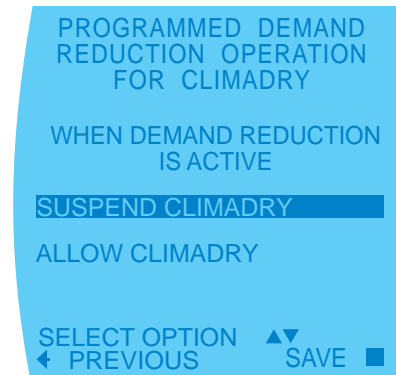 PROGRAMMED DEMAND
REDUCTION OPERATION
FOR CLIMADRY
WHEN DEMAND REDUCTION
IS ACTIVE
SUSPEND CLIMADRY
ALLOW CLIMADRY
SELECT OPTION ▲▼
PREVIOUS SAVE